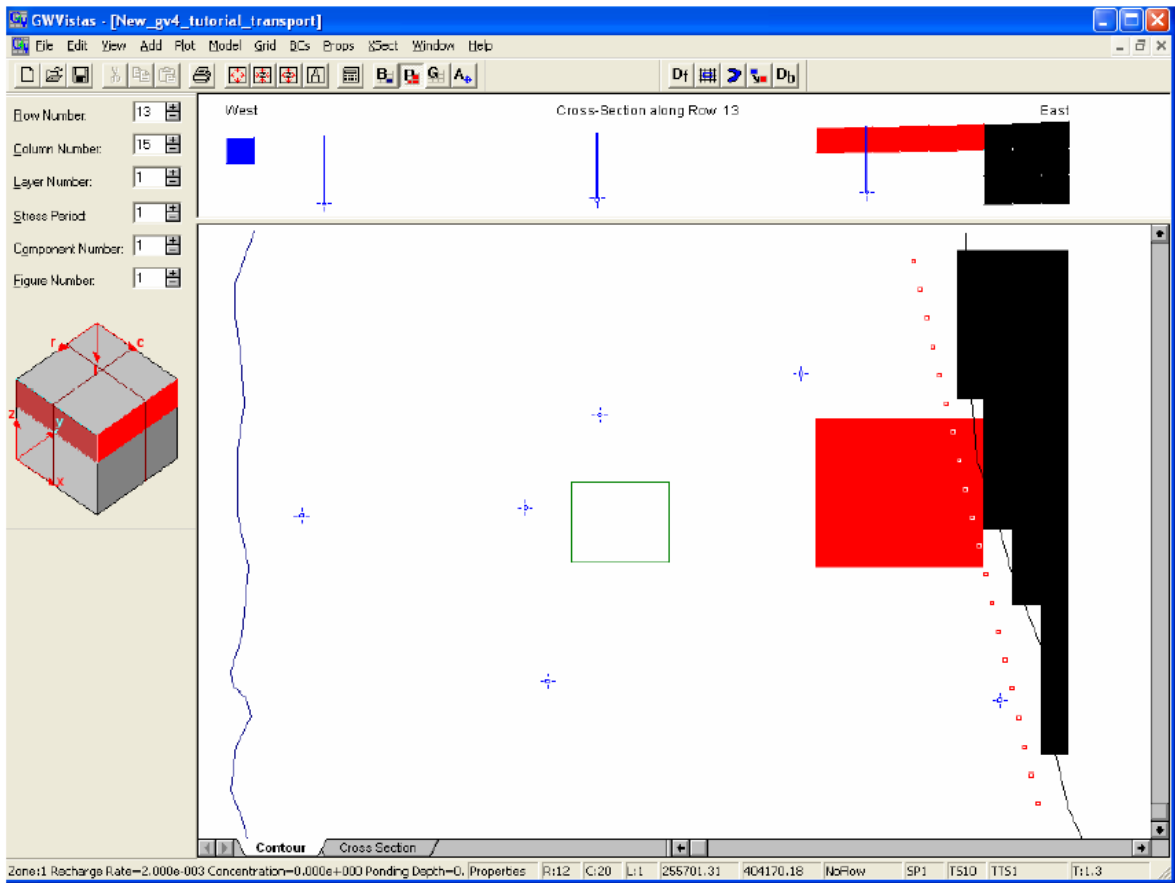 GWVistas - [New_gv4_tutorial_transport]
File Edit View Add Plot Model Grid BCs Props XSect Window Help
B P G A Df Db
Row Number: 13
Column Number: 15
Layer Number: 1
Stress Period: 1
Component Number: 1
Figure Number: 1
West Cross-Section along Row 13 East
r c
z y
x
Contour Cross Section
Zone:1 Recharge Rate=2.000e-003 Concentration=0.000e+000 Ponding Depth=0. Properties R:12 C:20 L:1 255701.31 404170.18 NoFlow SP1 TS10 TTS1 T:1.3